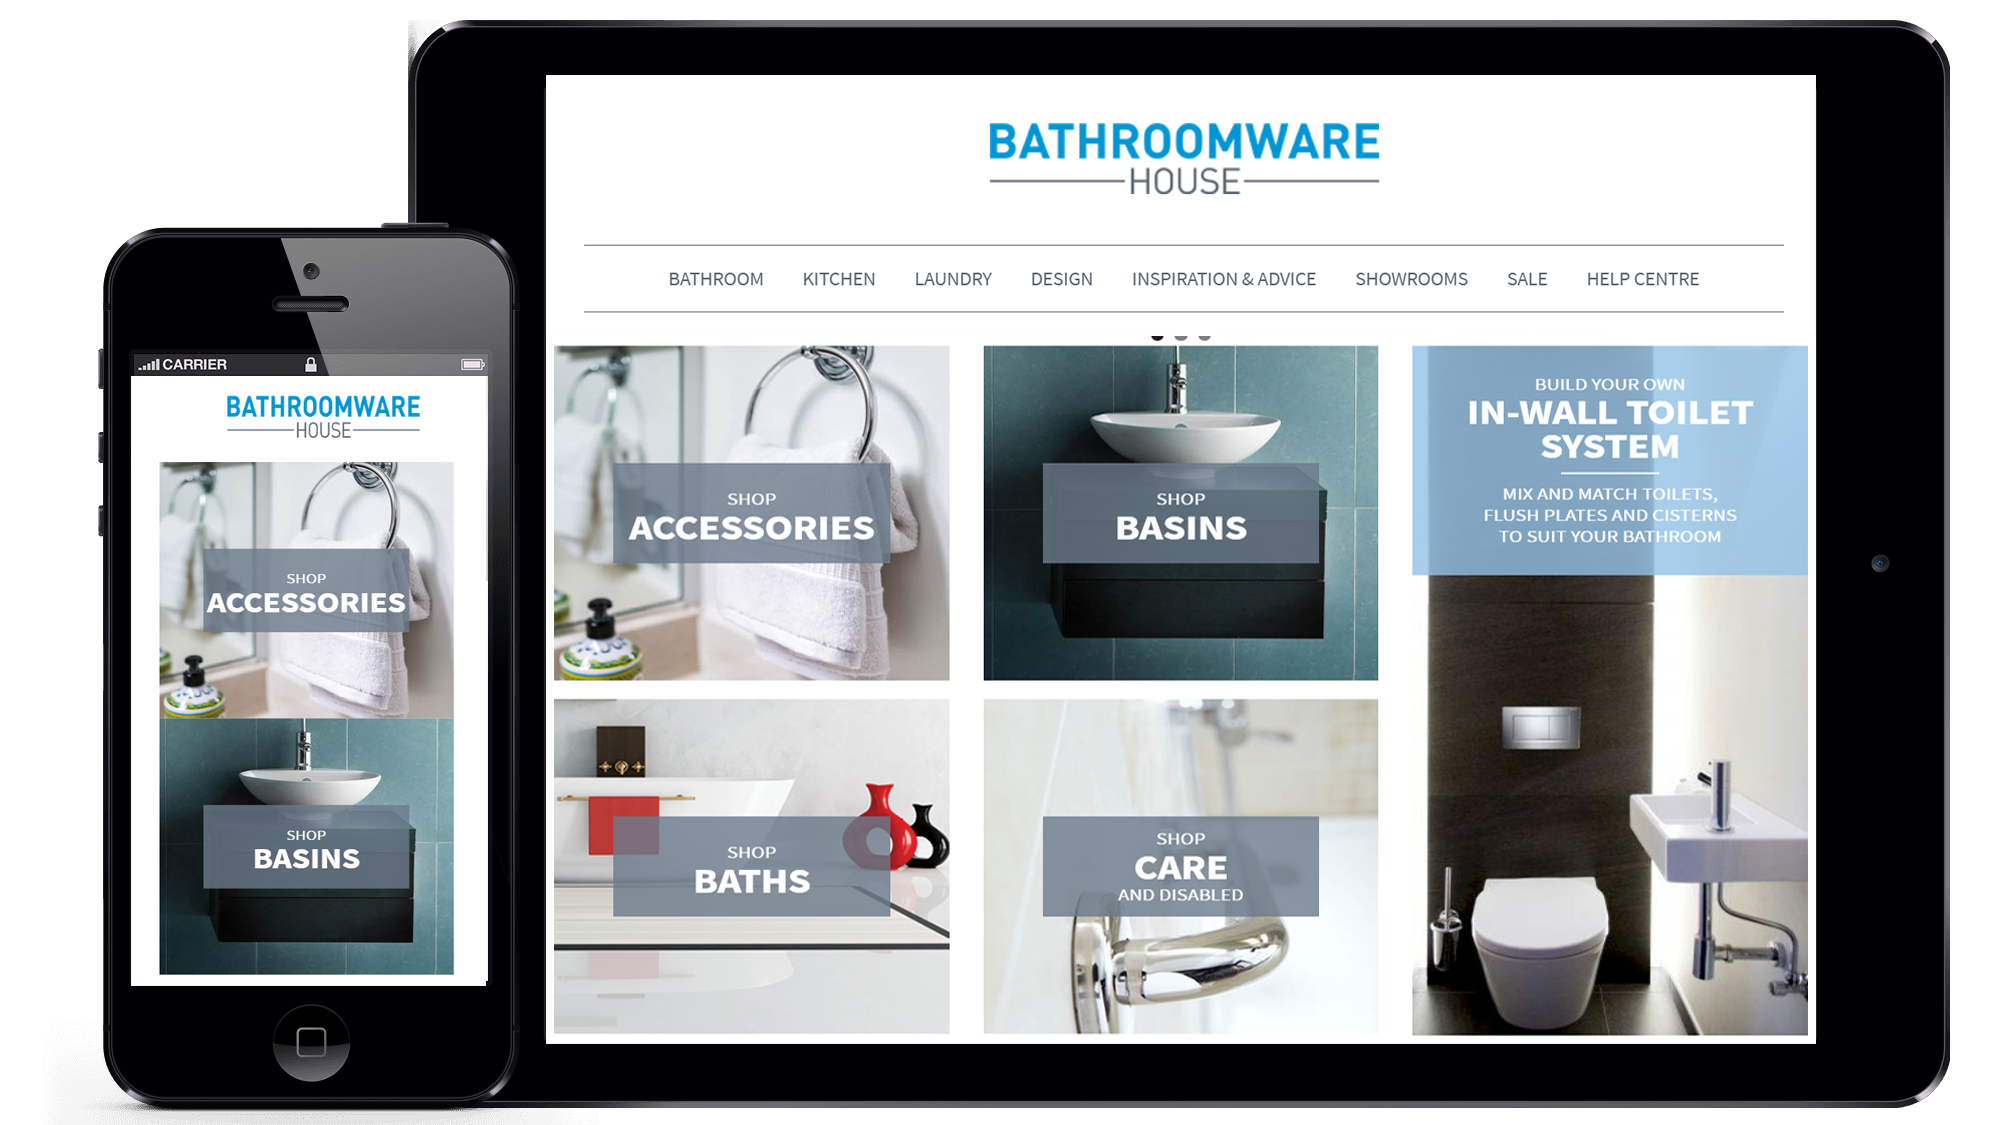 CARRIER
BATHROOMWARE
HOUSE
SHOP
ACCESSORIES
SHOP
BASINS
BATHROOMWARE
HOUSE
BATHROOM KITCHEN LAUNDRY DESIGN INSPIRATION & ADVICE SHOWROOMS SALE HELP CENTRE
SHOP
ACCESSORIES
SHOP
BASINS
BUILD YOUR OWN
IN-WALL TOILET
SYSTEM
MIX AND MATCH TOILETS,
FLUSH PLATES AND CISTERNS
TO SUIT YOUR BATHROOM
SHOP
BATHS
SHOP
CARE
AND DISABLED